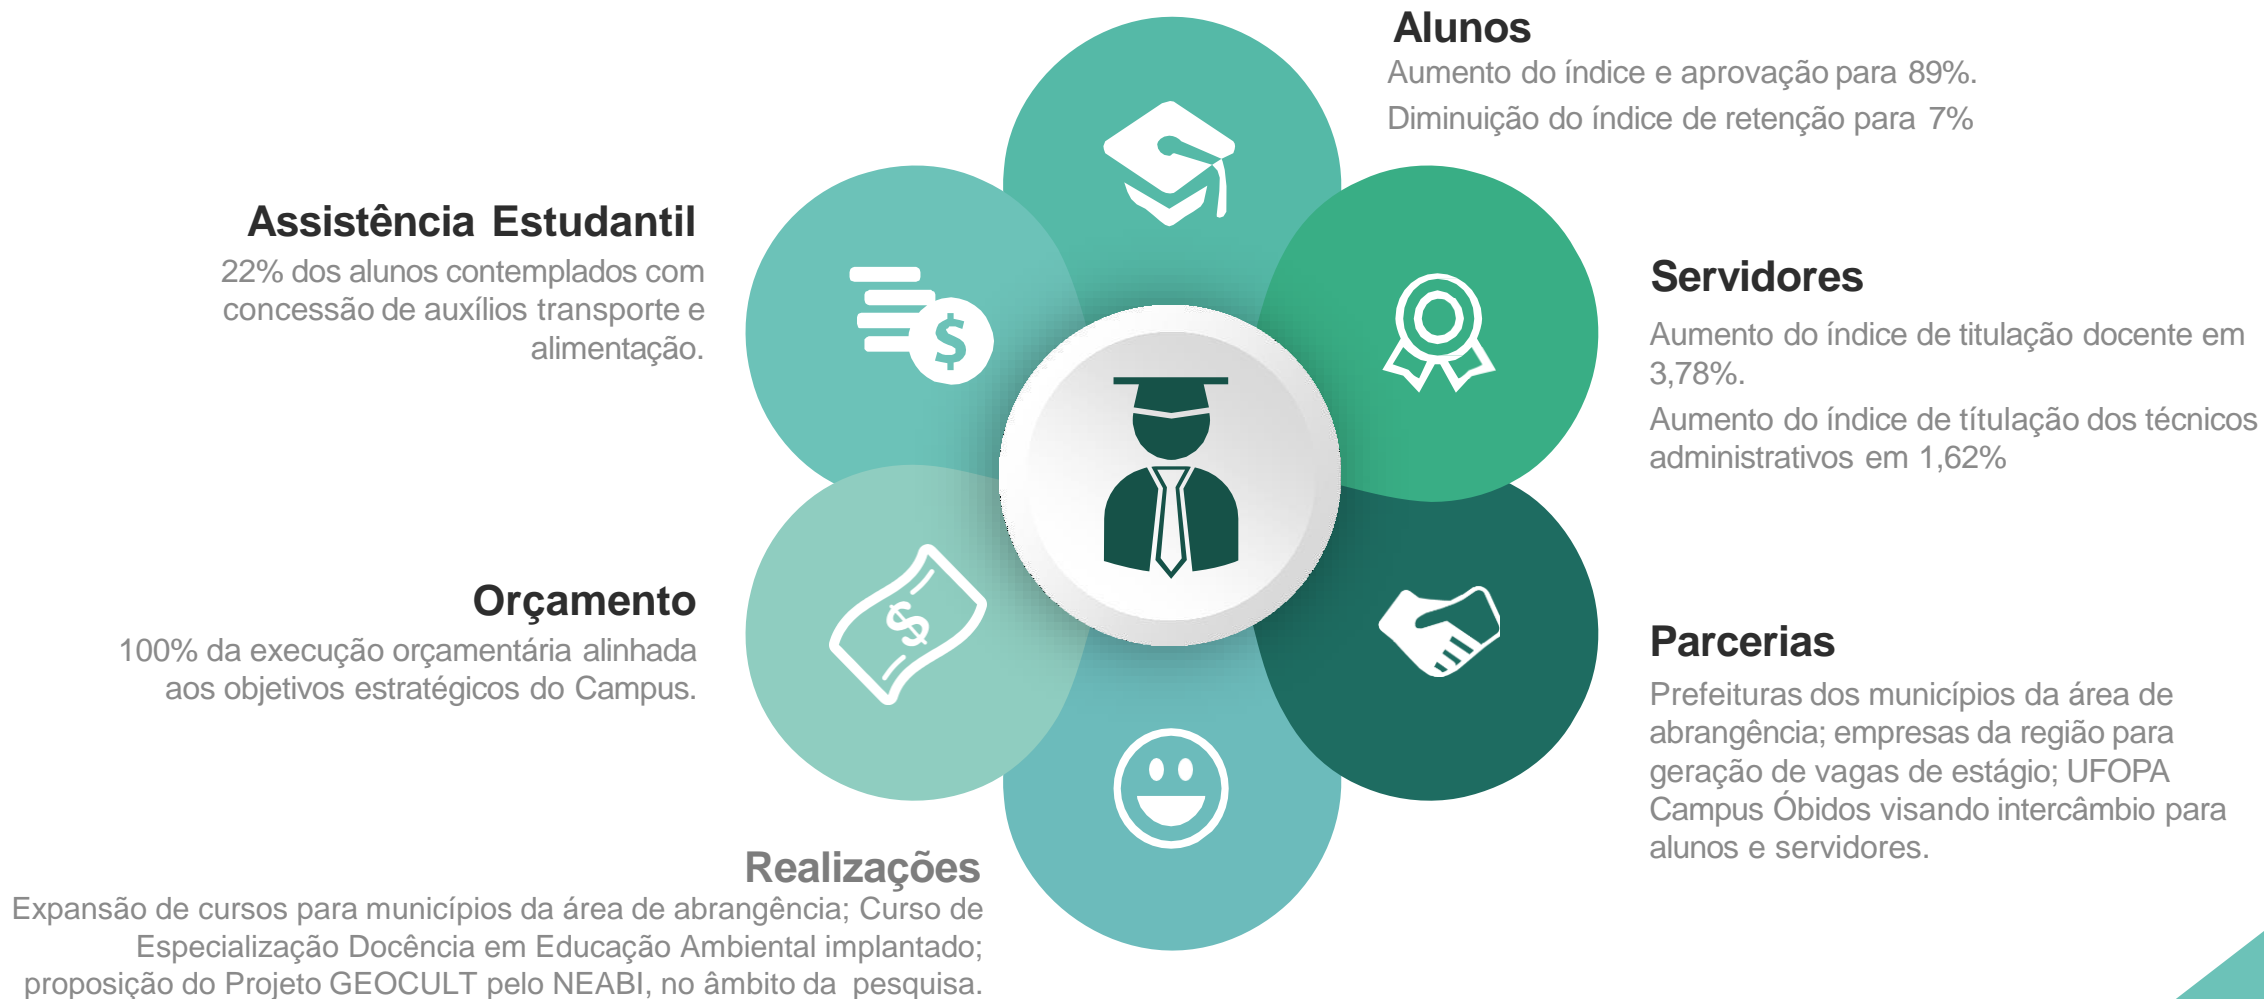 Alunos
Aumento do índice e aprovação para 89%.
Diminuição do índice de retenção para 7%
Assistência Estudantil
22% dos alunos contemplados com
concessão de auxílios transporte e
alimentação.
Servidores
Aumento do índice de titulação docente em
3,78%.
Aumento do índice de títulação dos técnicos
administrativos em 1,62%
Orçamento
100% da execução orçamentária alinhada
aos objetivos estratégicos do Campus.
Parcerias
Prefeituras dos municípios da área de
abrangência; empresas da região para
geração de vagas de estágio; UFOPA
Campus Óbidos visando intercâmbio para
alunos e servidores.
Realizações
Expansão de cursos para municípios da área de abrangência; Curso de
Especialização Docência em Educação Ambiental implantado;
proposição do Projeto GEOCULT pelo NEABI, no âmbito da pesquisa.